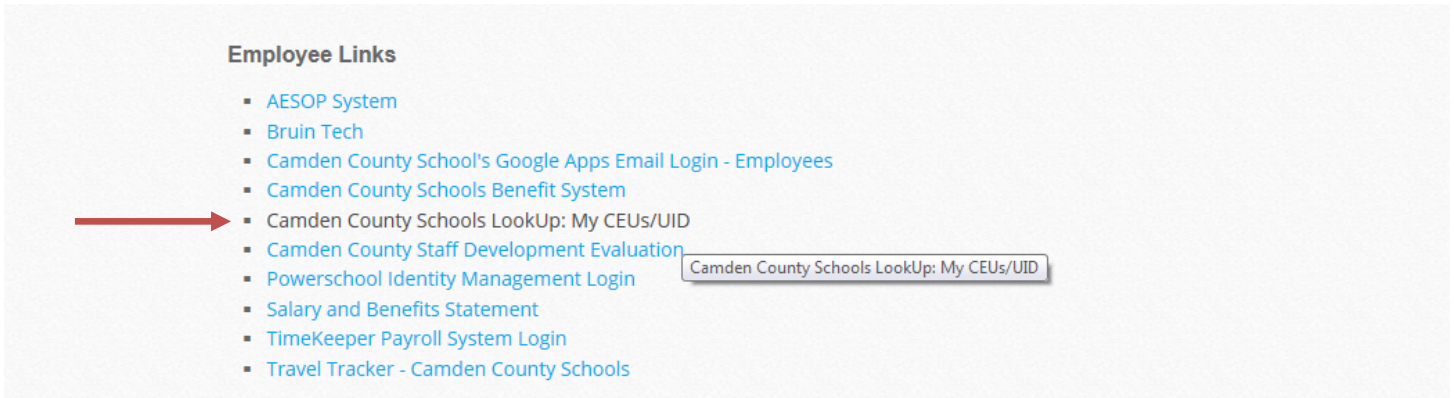 Employee Links
AESOP System
Bruin Tech
Camden County School's Google Apps Email Login - Employees
Camden County Schools Benefit System
Camden County Schools LookUp: My CEUs/UID
Camden County Staff Development Evaluation
Camden County Schools LookUp: My CEUs/UID
Powerschool Identity Management Login
Salary and Benefits Statement
TimeKeeper Payroll System Login
Travel Tracker - Camden County Schools